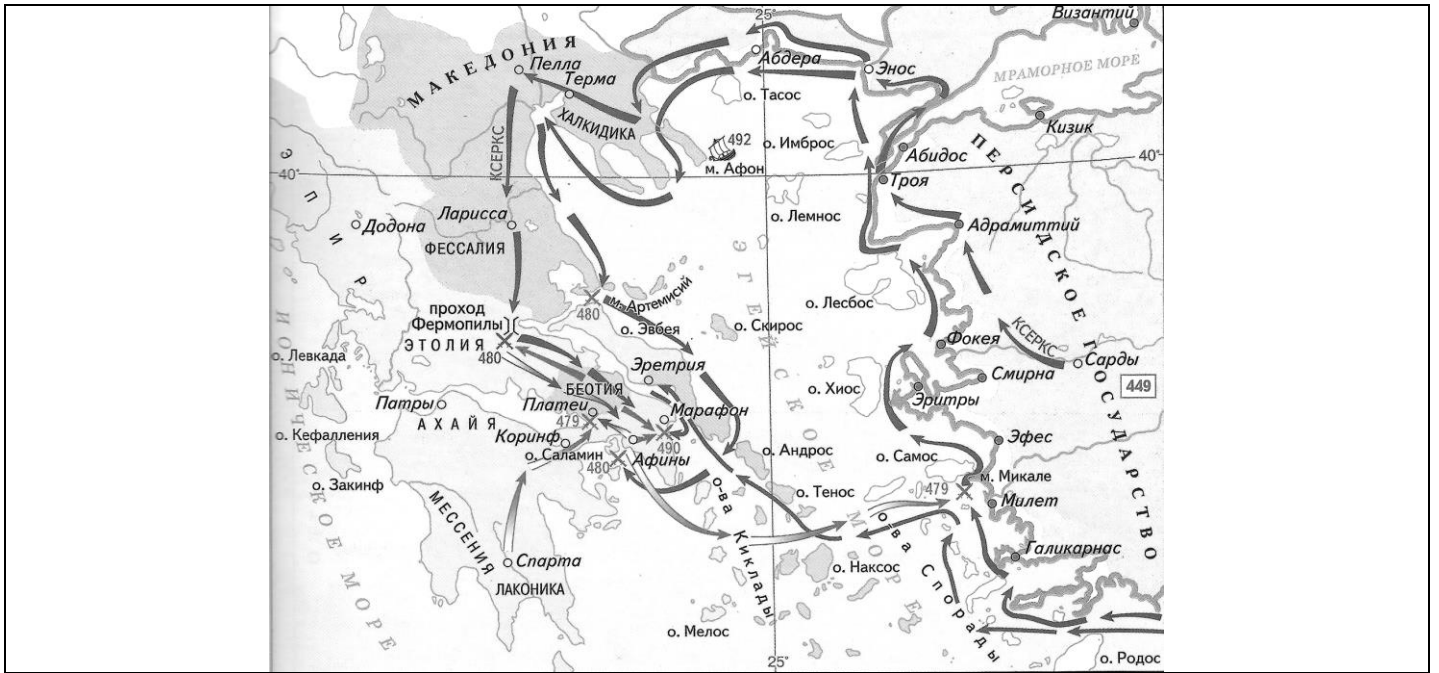 25°
Византий
МАКЕДОНИЯ
Пелла
Терма
Абдера
Энос
МРАМОРНОЕ МОРЕ
о. Тасос
ХАЛКИДИКА
492
о. Имброс
Кизик
Абидос
м. Афон
40°
40°
Троя
КСЕРКС
ЭПИР
Додона
Ларисса
ФЕССАЛИЯ
о. Лемнос
Адрамиттий
ПЕРСИДСКОЕ ГОСУДАРСТВО
ЭГЕЙСКОЕ МОРЕ
м. Артемисий
480
о. Лесбос
проход
Фермопилы
ЭТОЛИЯ
480
о. Эвбея
о. Скирос
КСЕРКС
Фокея
Сарды
о. Левкада
Эретрия
Смирна
449
БЕОТИЯ
о. Хиос
Эритры
Патры
Платеи
479
Марафон
490
АХАЙЯ
Коринф
о. Кефалления
о. Саламин
480
Афины
о. Андрос
о. Самос
Эфес
м. Микале
479
о. Закинф
о. Тенос
Милет
МЕССЕНИЯ
о-ва Киклады
о-ва Спорады
Спарта
ЛАКОНИКА
о. Наксос
Галикарнас
о. Мелос
25°
о. Родос